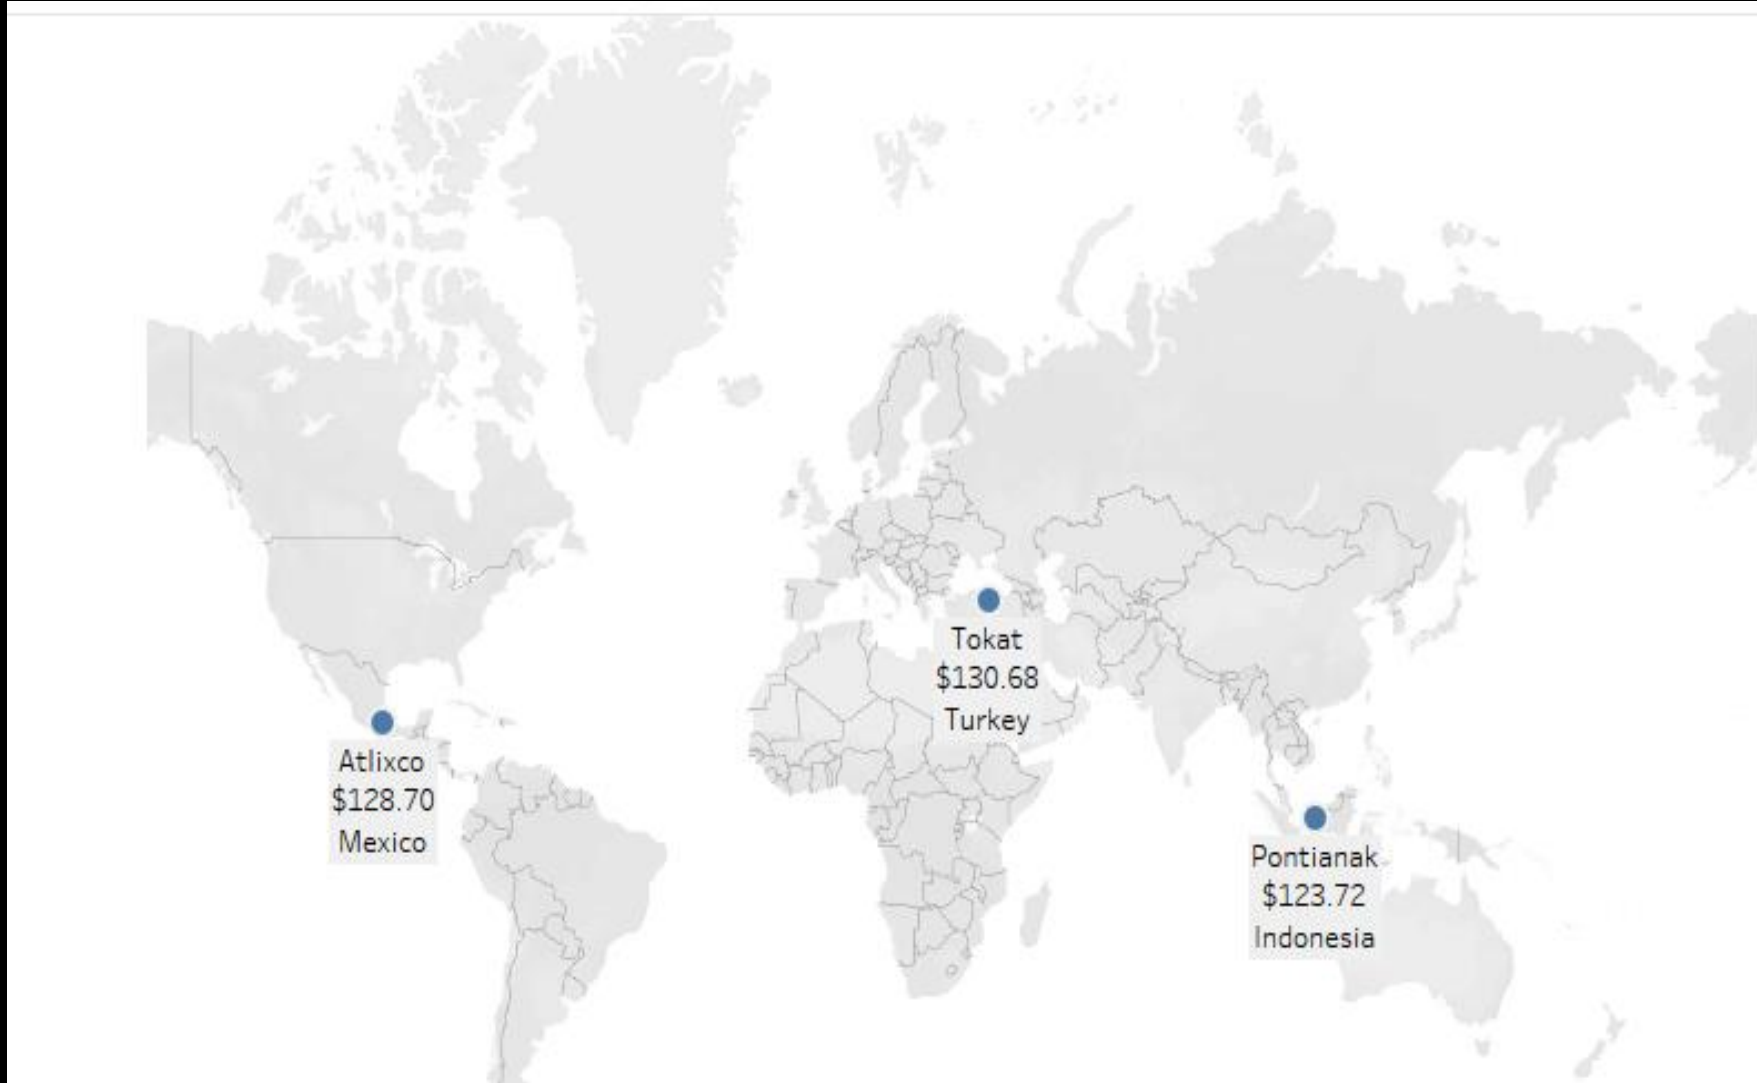 Tokat
$130.68
Turkey
Atlixco
$128.70
Mexico
Pontianak
$123.72
Indonesia